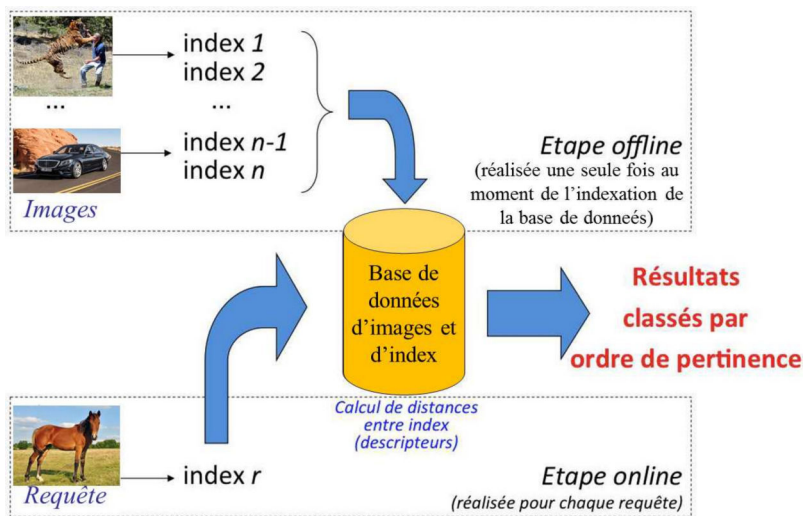 index 1
index 2
...
...
index n-1
index n
Images
Etape offline
(réalisée une seule fois au
moment de l'indexation de
la base de donneés)
Base de
données
d'images et
d'index
Résultats
classés par
ordre de pertinence
Calcul de distances
entre index
(descripteurs)
index r
Requête
Etape online
(réalisée pour chaque requête)